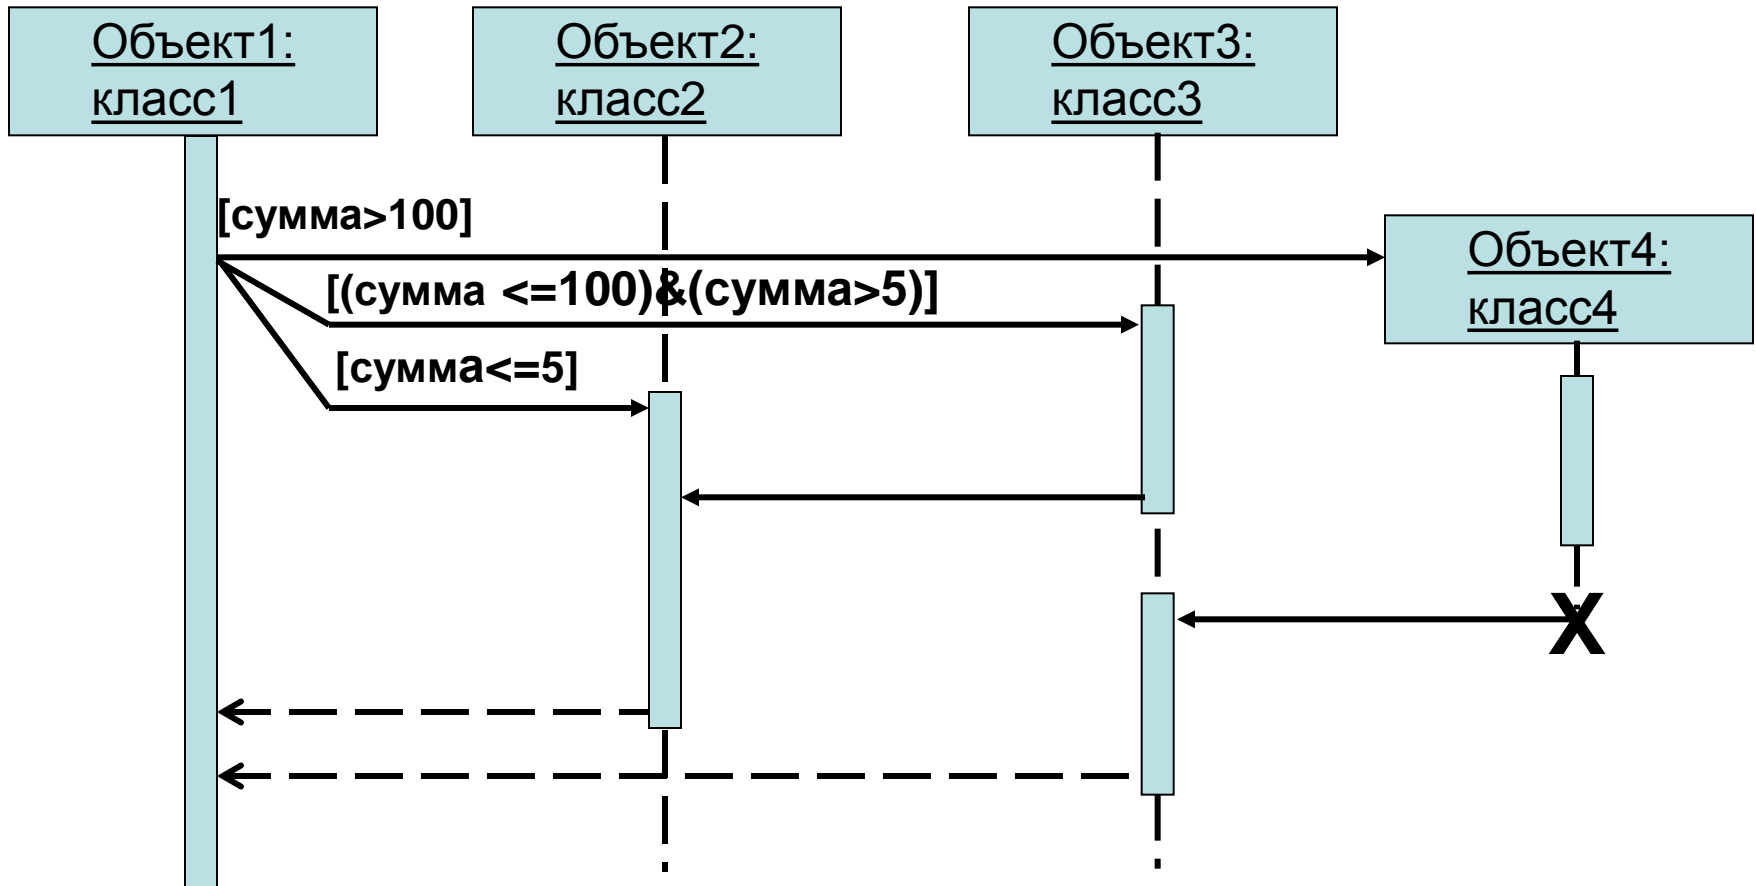 Объект1:
класс1
Объект2:
класс2
Объект3:
класс3
[сумма>100]
Объект4:
класс4
[(сумма <=100)&(сумма>5)]
[сумма<=5]
X